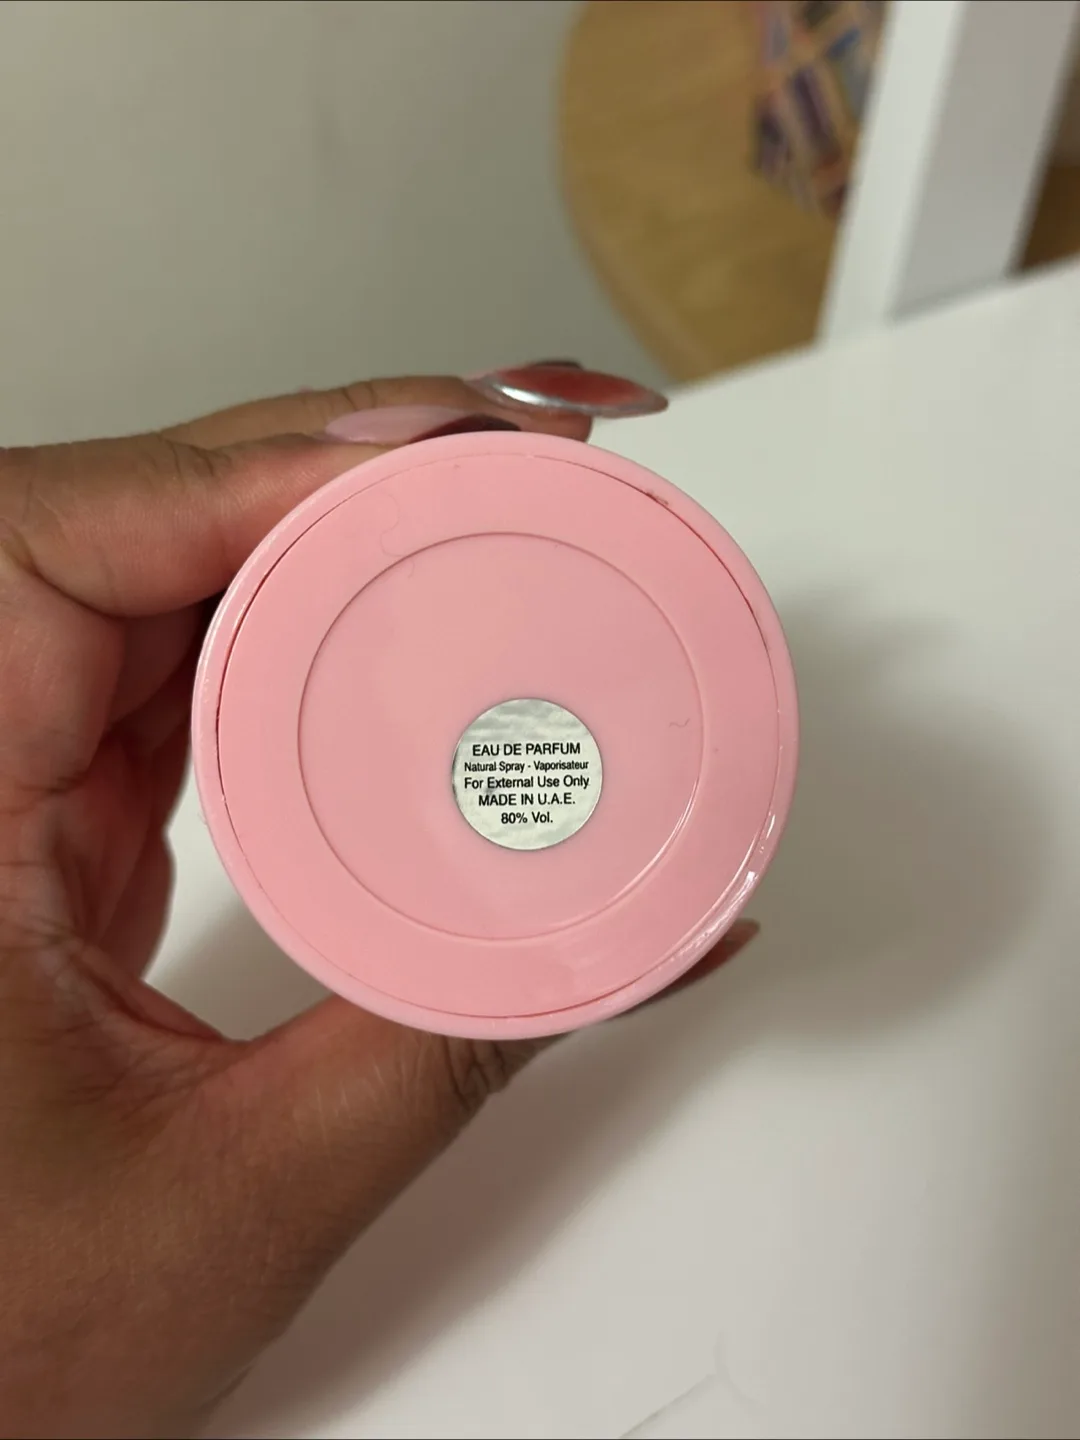 EAU DE PARFUM
Natural Spray - Vaporisateur
For External Use Only
MADE IN U.A.E.
80% Vol.